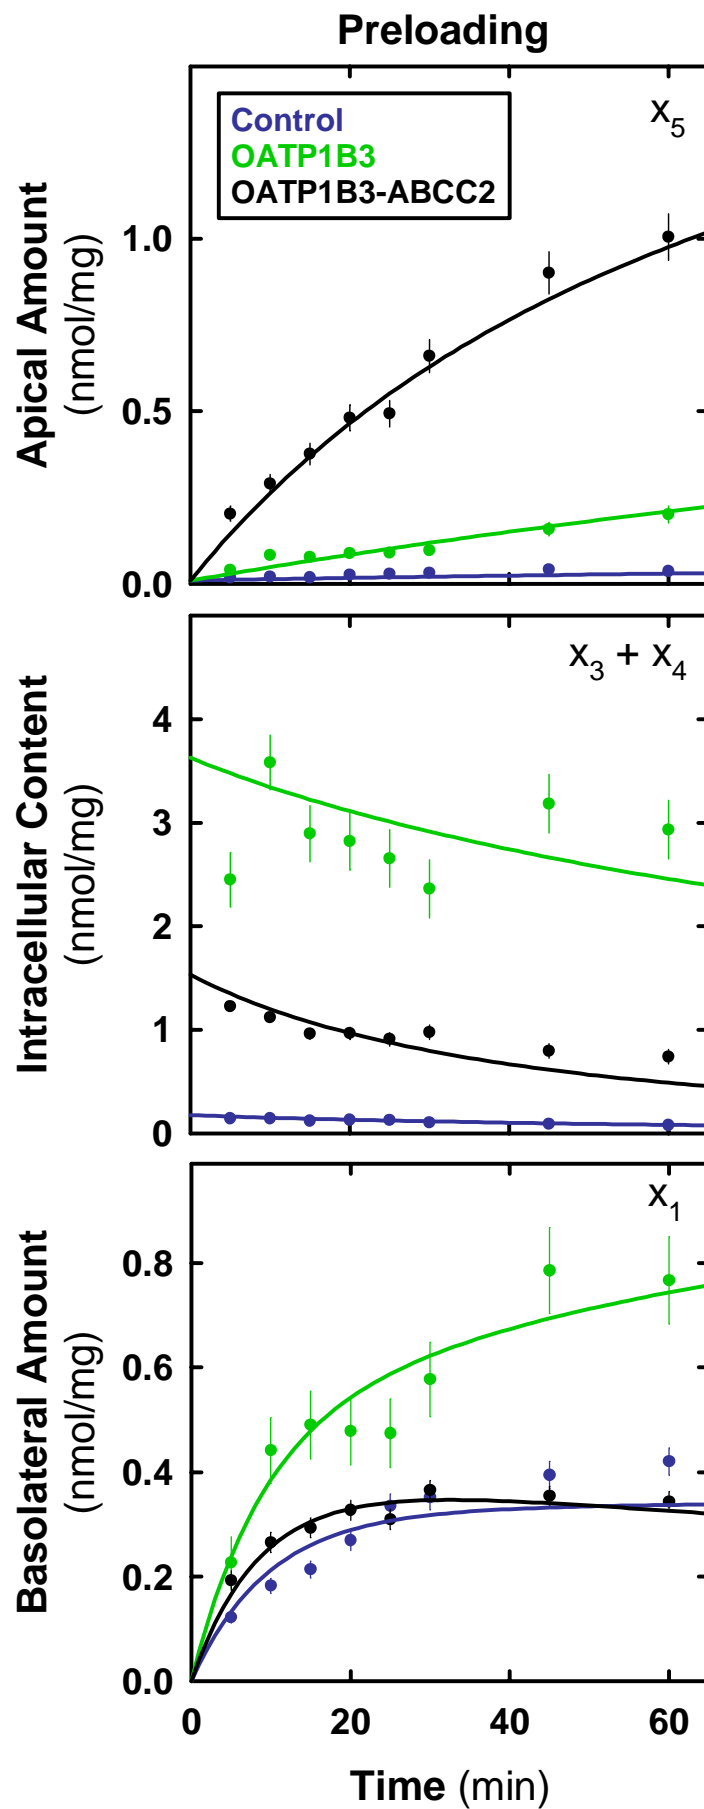 Preloading
x5
Control
OATP1B3
OATP1B3-ABCC2
Apical Amount
(nmol/mg)
1.0
0.5
0.0
x3 + x4
Intracellular Content
(nmol/mg)
4
3
2
1
0
x1
Basolateral Amount
(nmol/mg)
0.8
0.6
0.4
0.2
0.0
0 20 40 60
Time (min)